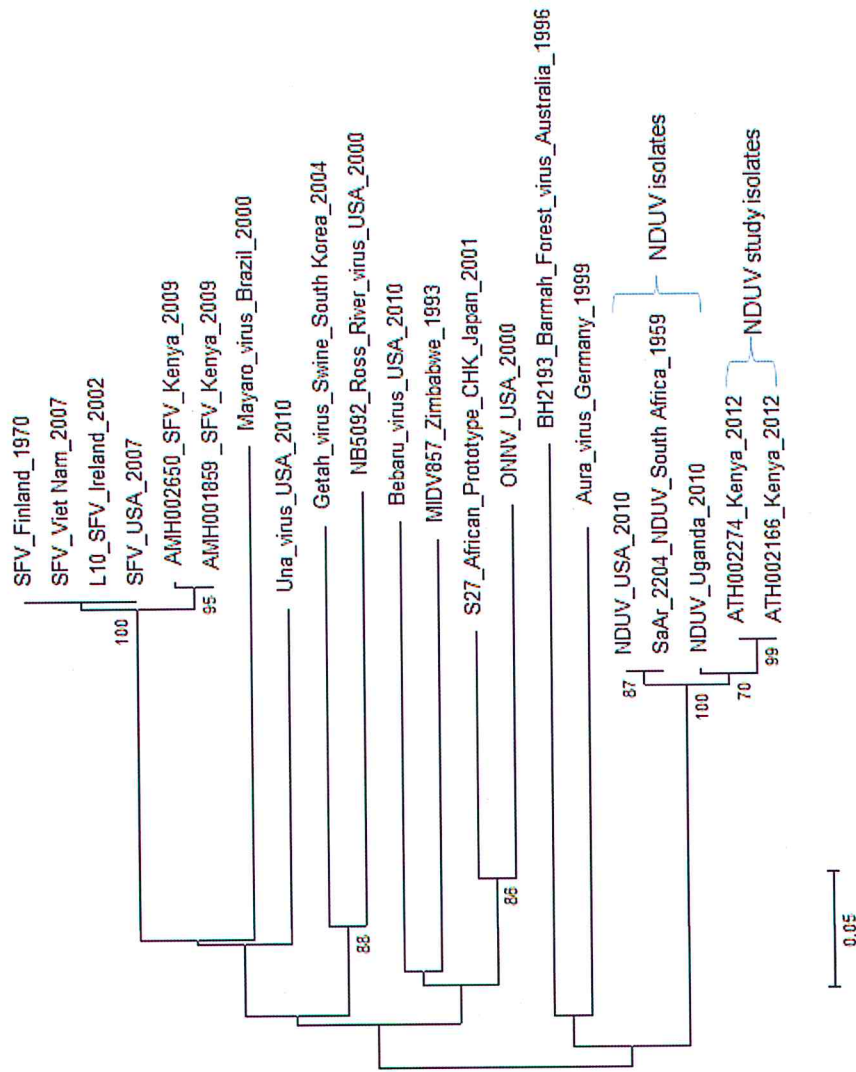 SFV_Finland_1970
SFV_Viet Nam_2007
L10_SFV_Ireland_2002
SFV_USA_2007
100
AMH002650_SFV_Kenya_2009
AMH001859_SFV_Kenya_2009
95
Mayaro_virus_Brazil_2000
Una_virus_USA_2010
Getah_virus_Swine_South Korea_2004
NB5092_Ross_River_virus_USA_2000
88
Bebaru_virus_USA_2010
MIDV857_Zimbabwe_1993
S27_African_Prototype_CHK_Japan_2001
ONNV_USA_2000
86
BH2193_Barmah_Forest_virus_Australia_1996
Aura_virus_Germany_1999
NDUV_USA_2010
87
SaAr_2204_NDUV_South Africa_1959
NDUV isolates
NDUV_Uganda_2010
100
ATH002274_Kenya_2012
70
NDUV study isolates
ATH002166_Kenya_2012
99
0.05